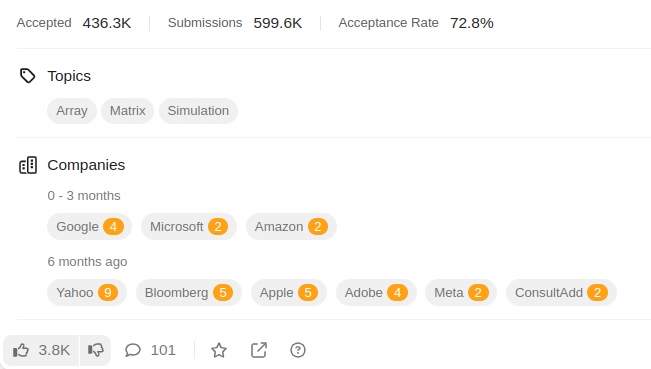 Accepted 436.3K Submissions 599.6K Acceptance Rate 72.8%
Topics
Array Matrix Simulation
Companies
0 - 3 months
Google 4 Microsoft 2 Amazon 2
6 months ago
Yahoo 9 Bloomberg 5 Apple 5 Adobe 4 Meta 2 ConsultAdd 2
3.8K 101